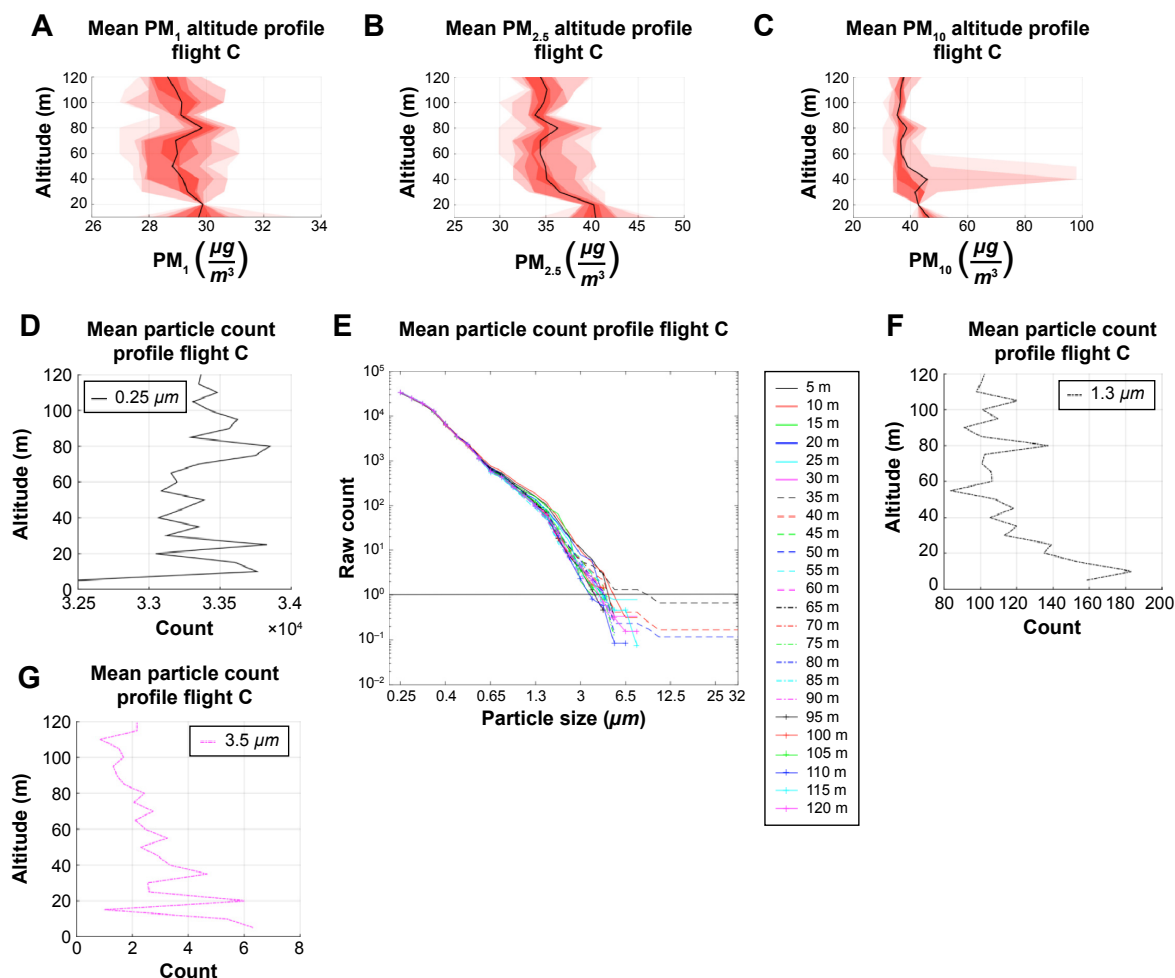 A
Mean PM1 altitude profile
flight C
Altitude (m)
120
100
80
60
40
20
26
28
30
32
34
PM1 (μg/m3)
B
Mean PM2.5 altitude profile
flight C
Altitude (m)
120
100
80
60
40
20
25
30
35
40
45
50
PM2.5 (μg/m3)
C
Mean PM10 altitude profile
flight C
Altitude (m)
120
100
80
60
40
20
20
40
60
80
100
PM10 (μg/m3)
D
Mean particle count
profile flight C
Altitude (m)
120
100
80
60
40
20
0
0.25 μm
3.25
3.3
3.35
3.4
×10^4
Count
E
Mean particle count profile flight C
Raw count
10^5
10^4
10^3
10^2
10^1
10^0
10^−1
10^−2
0.25
0.4
0.65
1.3
3
6.5
12.5
25
32
Particle size (μm)
5 m
10 m
15 m
20 m
25 m
30 m
35 m
40 m
45 m
50 m
55 m
60 m
65 m
70 m
75 m
80 m
85 m
90 m
95 m
100 m
105 m
110 m
115 m
120 m
F
Mean particle count
profile flight C
Altitude (m)
120
100
80
60
40
20
0
1.3 μm
80
100
120
140
160
180
200
Count
G
Mean particle count
profile flight C
Altitude (m)
120
100
80
60
40
20
0
3.5 μm
0
2
4
6
8
Count